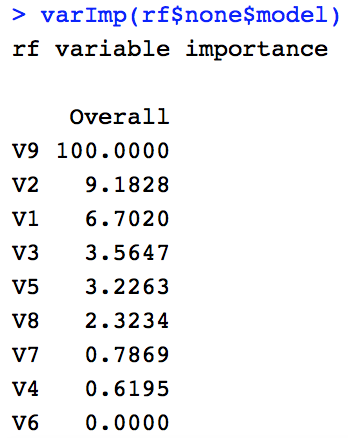 > varImp(rf$none$model)
rf variable importance
Overall
V9 100.0000
V2 9.1828
V1 6.7020
V3 3.5647
V5 3.2263
V8 2.3234
V7 0.7869
V4 0.6195
V6 0.0000